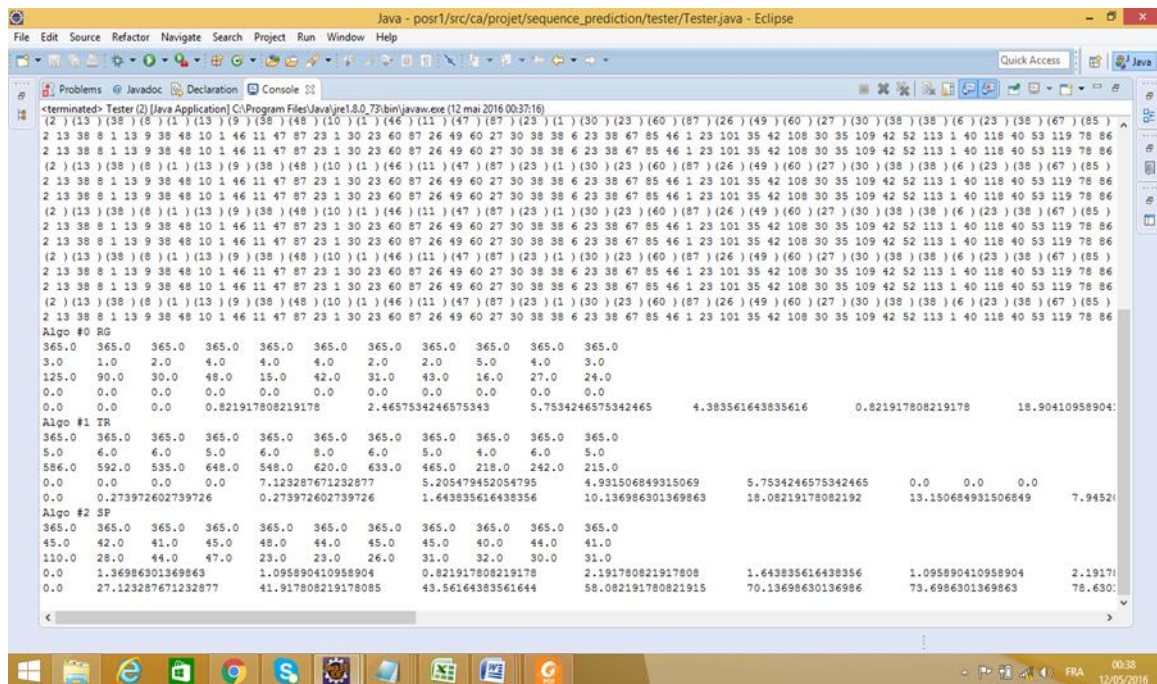 Java - posr1/src/ca/projet/sequence_prediction/tester/Tester.java - Eclipse
File Edit Source Refactor Navigate Search Project Run Window Help
Quick Access Java
Problems @ Javadoc Declaration Console
<terminated> Tester (2) [Java Application] C:\Program Files\Java\jre1.8.0_73\bin\javaw.exe (12 mai 2016 00:37:16)
(2 )(13 )(38 )(8 )(1 )(13 )(9 )(38 )(48 )(10 )(1 )(46 )(11 )(47 )(87 )(23 )(1 )(30 )(23 )(60 )(87 )(26 )(49 )(60 )(27 )(30 )(38 )(38 )(6 )(23 )(38 )(67 )(85 )
2 13 38 8 1 13 9 38 48 10 1 46 11 47 87 23 1 30 23 60 87 26 49 60 27 30 38 38 6 23 38 67 85 46 1 23 101 35 42 108 30 35 109 42 52 113 1 40 118 40 53 119 78 86
2 13 38 8 1 13 9 38 48 10 1 46 11 47 87 23 1 30 23 60 87 26 49 60 27 30 38 38 6 23 38 67 85 46 1 23 101 35 42 108 30 35 109 42 52 113 1 40 118 40 53 119 78 86
(2 )(13 )(38 )(8 )(1 )(13 )(9 )(38 )(48 )(10 )(1 )(46 )(11 )(47 )(87 )(23 )(1 )(30 )(23 )(60 )(87 )(26 )(49 )(60 )(27 )(30 )(38 )(38 )(6 )(23 )(38 )(67 )(85 )
2 13 38 8 1 13 9 38 48 10 1 46 11 47 87 23 1 30 23 60 87 26 49 60 27 30 38 38 6 23 38 67 85 46 1 23 101 35 42 108 30 35 109 42 52 113 1 40 118 40 53 119 78 86
2 13 38 8 1 13 9 38 48 10 1 46 11 47 87 23 1 30 23 60 87 26 49 60 27 30 38 38 6 23 38 67 85 46 1 23 101 35 42 108 30 35 109 42 52 113 1 40 118 40 53 119 78 86
(2 )(13 )(38 )(8 )(1 )(13 )(9 )(38 )(48 )(10 )(1 )(46 )(11 )(47 )(87 )(23 )(1 )(30 )(23 )(60 )(87 )(26 )(49 )(60 )(27 )(30 )(38 )(38 )(6 )(23 )(38 )(67 )(85 )
2 13 38 8 1 13 9 38 48 10 1 46 11 47 87 23 1 30 23 60 87 26 49 60 27 30 38 38 6 23 38 67 85 46 1 23 101 35 42 108 30 35 109 42 52 113 1 40 118 40 53 119 78 86
2 13 38 8 1 13 9 38 48 10 1 46 11 47 87 23 1 30 23 60 87 26 49 60 27 30 38 38 6 23 38 67 85 46 1 23 101 35 42 108 30 35 109 42 52 113 1 40 118 40 53 119 78 86
(2 )(13 )(38 )(8 )(1 )(13 )(9 )(38 )(48 )(10 )(1 )(46 )(11 )(47 )(87 )(23 )(1 )(30 )(23 )(60 )(87 )(26 )(49 )(60 )(27 )(30 )(38 )(38 )(6 )(23 )(38 )(67 )(85 )
2 13 38 8 1 13 9 38 48 10 1 46 11 47 87 23 1 30 23 60 87 26 49 60 27 30 38 38 6 23 38 67 85 46 1 23 101 35 42 108 30 35 109 42 52 113 1 40 118 40 53 119 78 86
2 13 38 8 1 13 9 38 48 10 1 46 11 47 87 23 1 30 23 60 87 26 49 60 27 30 38 38 6 23 38 67 85 46 1 23 101 35 42 108 30 35 109 42 52 113 1 40 118 40 53 119 78 86
(2 )(13 )(38 )(8 )(1 )(13 )(9 )(38 )(48 )(10 )(1 )(46 )(11 )(47 )(87 )(23 )(1 )(30 )(23 )(60 )(87 )(26 )(49 )(60 )(27 )(30 )(38 )(38 )(6 )(23 )(38 )(67 )(85 )
2 13 38 8 1 13 9 38 48 10 1 46 11 47 87 23 1 30 23 60 87 26 49 60 27 30 38 38 6 23 38 67 85 46 1 23 101 35 42 108 30 35 109 42 52 113 1 40 118 40 53 119 78 86
Algo #0 RG
365.0 365.0 365.0 365.0 365.0 365.0 365.0 365.0 365.0 365.0 365.0
3.0 1.0 2.0 4.0 4.0 4.0 2.0 2.0 5.0 4.0 3.0
125.0 90.0 30.0 48.0 15.0 42.0 31.0 43.0 16.0 27.0 24.0
0.0 0.0 0.0 0.0 0.0 0.0 0.0 0.0 0.0 0.0 0.0
0.0 0.0 0.0 0.821917808219178 2.4657534246575343 5.7534246575342465 4.383561643835616 0.821917808219178 18.90410958904
Algo #1 TR
365.0 365.0 365.0 365.0 365.0 365.0 365.0 365.0 365.0 365.0 365.0
5.0 6.0 6.0 5.0 6.0 8.0 6.0 5.0 4.0 6.0 5.0
586.0 592.0 535.0 648.0 548.0 620.0 633.0 465.0 218.0 242.0 215.0
0.0 0.0 0.0 0.0 7.123287671232877 5.205479452054795 4.931506849315069 5.7534246575342465 0.0 0.0 0.0
0.0 0.273972602739726 0.273972602739726 1.643835616438356 10.136986301369863 18.08219178082192 13.150684931506849 7.9452
Algo #2 SP
365.0 365.0 365.0 365.0 365.0 365.0 365.0 365.0 365.0 365.0 365.0
45.0 42.0 41.0 45.0 48.0 44.0 45.0 45.0 40.0 44.0 41.0
110.0 28.0 44.0 47.0 23.0 23.0 26.0 31.0 32.0 30.0 31.0
0.0 1.36986301369863 1.095890410958904 0.821917808219178 2.191780821917808 1.643835616438356 1.095890410958904 2.1917
0.0 27.123287671232877 41.917808219178085 43.56164383561644 58.082191780821915 70.13698630136986 73.6986301369863 78.630
FRA 00:38
12/05/2016